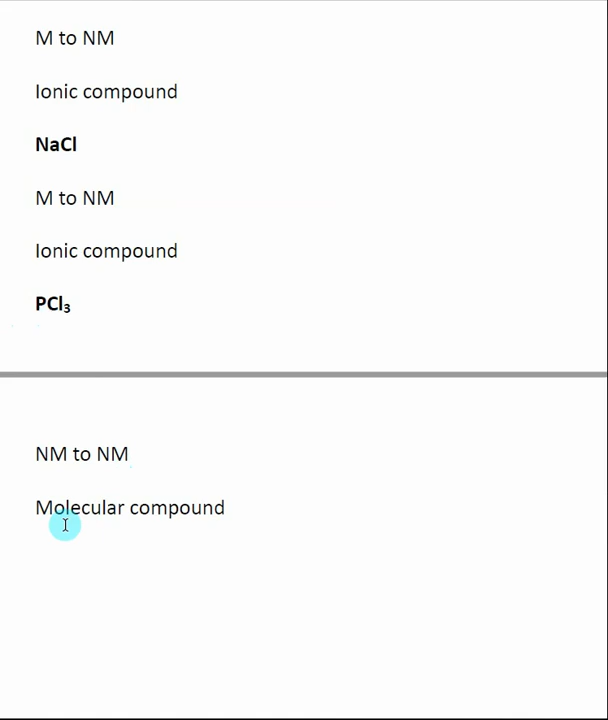 M to NM
Ionic compound
NaCl
M to NM
Ionic compound
PCl₃
NM to NM
Molecular compound